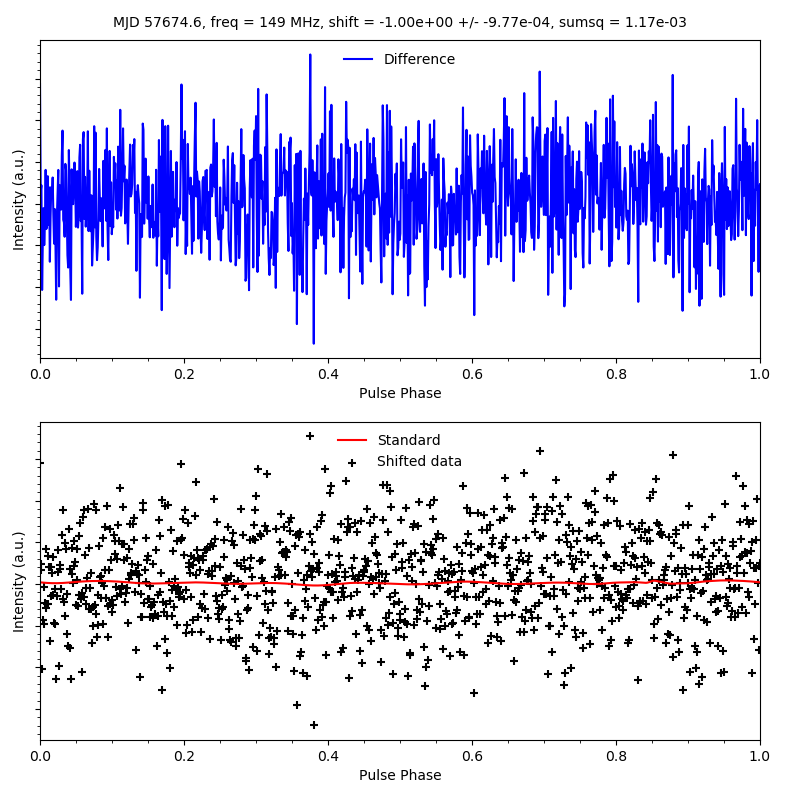 MJD 57674.6, freq = 149 MHz, shift = -1.00e+00 +/- -9.77e-04, sumsq = 1.17e-03
Difference
Intensity (a.u.)
0.0 0.2 0.4 0.6 0.8 1.0
Pulse Phase
Standard
Shifted data
Intensity (a.u.)
0.0 0.2 0.4 0.6 0.8 1.0
Pulse Phase